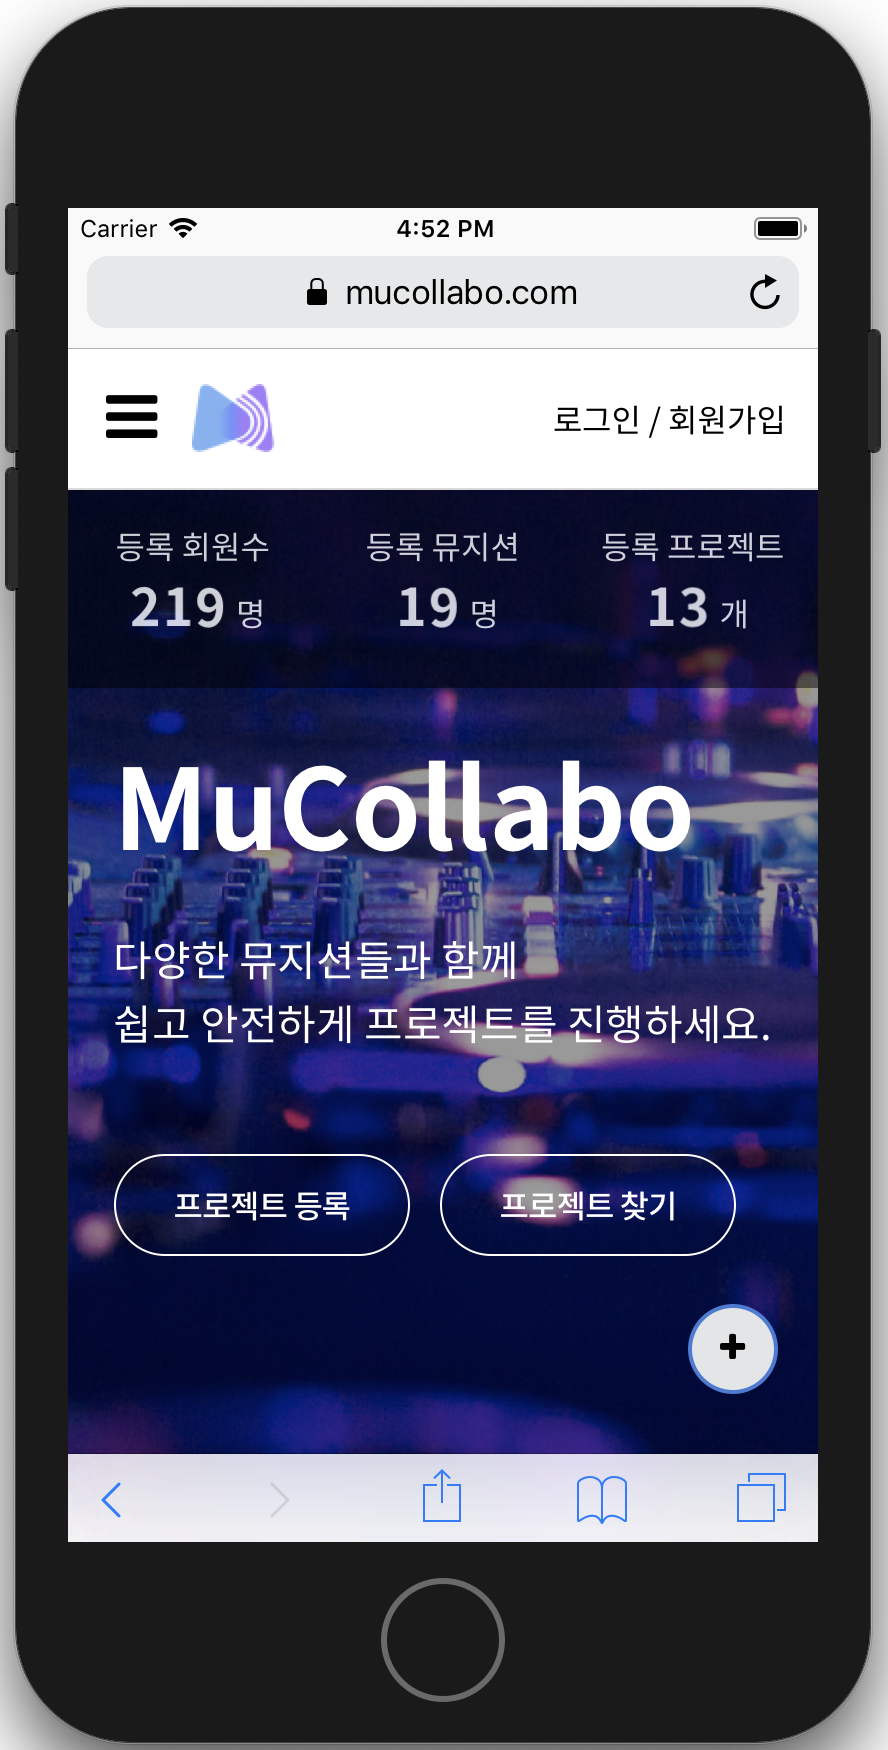 Carrier 4:52 PM
mucollabo.com
로그인 / 회원가입
등록 회원수 등록 뮤지션 등록 프로젝트
219 명 19 명 13 개
MuCollabo
다양한 뮤지션들과 함께
쉽고 안전하게 프로젝트를 진행하세요.
프로젝트 등록 프로젝트 찾기